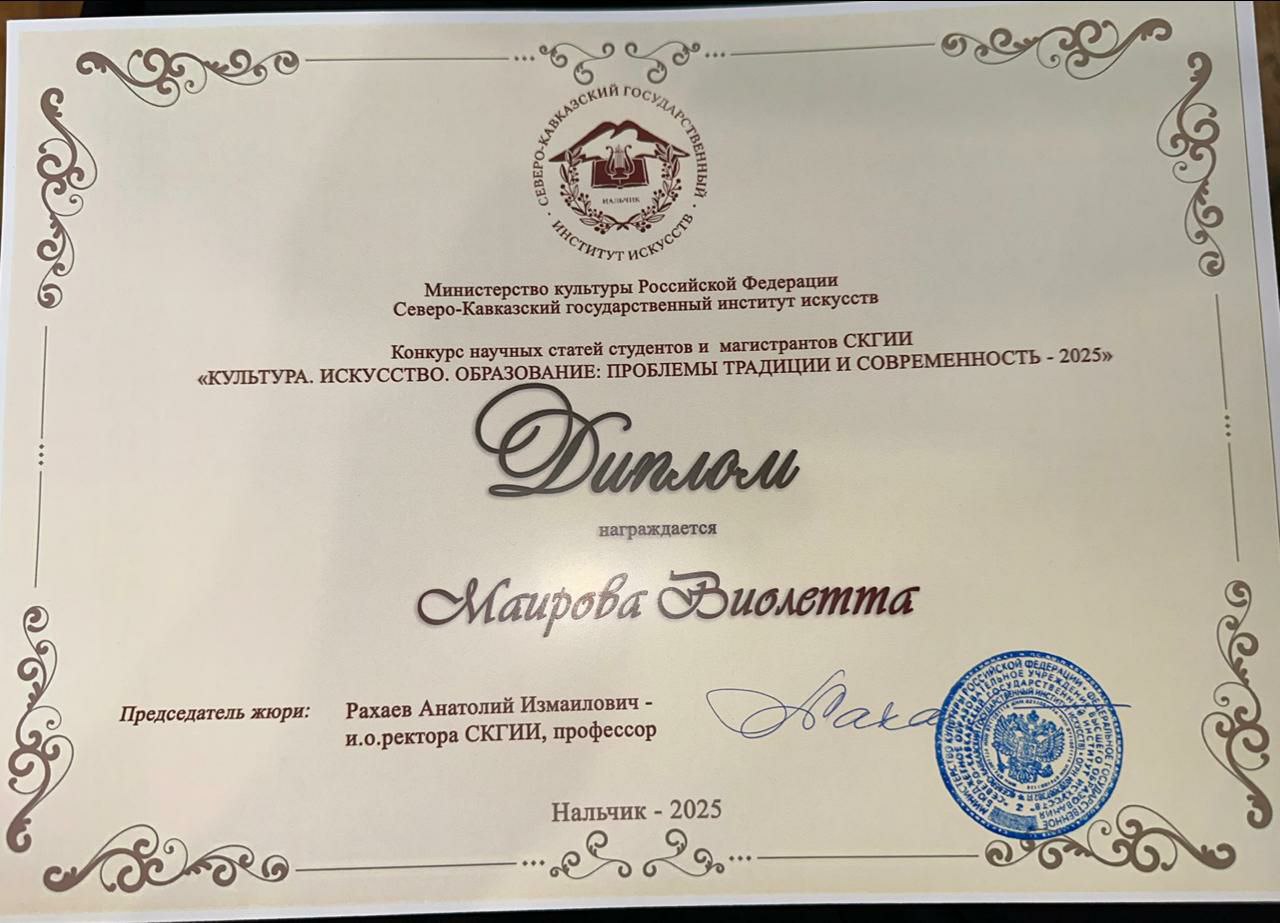 СЕВЕРО-КАВКАЗСКИЙ ГОСУДАРСТВЕННЫЙ
· ИНСТИТУТ ИСКУССТВ ·
НАЛЬЧИК
Министерство культуры Российской Федерации
Северо-Кавказский государственный институт искусств
Конкурс научных статей студентов и магистрантов СКГИИ
«КУЛЬТУРА. ИСКУССТВО. ОБРАЗОВАНИЕ: ПРОБЛЕМЫ ТРАДИЦИИ И СОВРЕМЕННОСТЬ - 2025»
Диплом
награждается
Маирова Виолетта
Председатель жюри:
Рахаев Анатолий Измаилович -
и.о.ректора СКГИИ, профессор
Нальчик - 2025